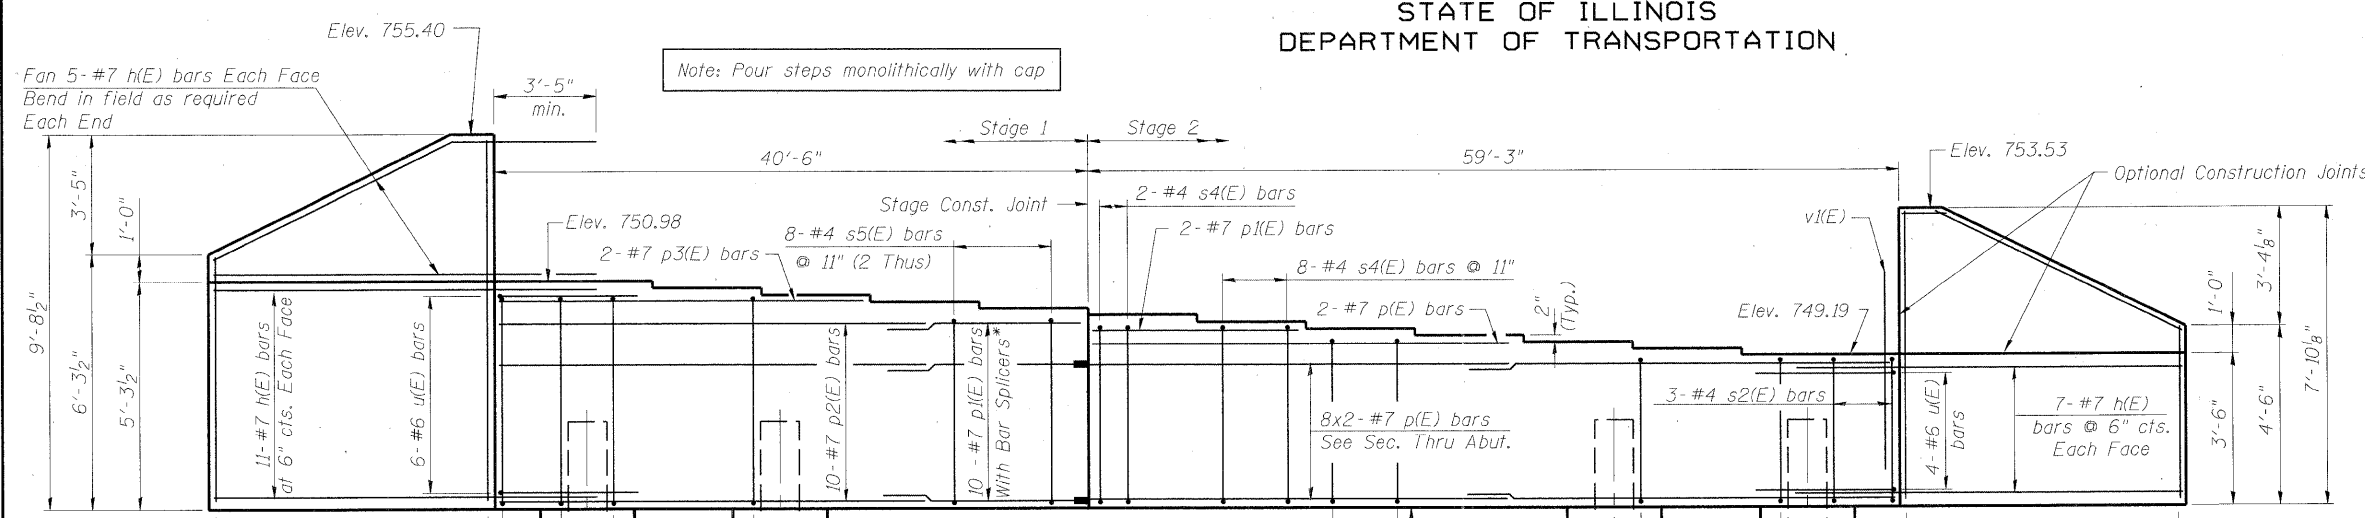 STATE OF ILLINOIS
DEPARTMENT OF TRANSPORTATION
Elev. 755.40
Note: Pour steps monolithically with cap
Fan 5-#7 h(E) bars Each Face
Bend in field as required
Each End
3'-5"
min.
Stage 1
Stage 2
40'-6"
59'-3"
Elev. 753.53
Optional Construction Joints
3'-5"
1'-0"
2-#4 s4(E) bars
Stage Const. Joint
v1(E)
Elev. 750.98
8-#4 s5(E) bars
@ 11" (2 Thus)
2-#7 p1(E) bars
2-#7 p3(E) bars
8-#4 s4(E) bars @ 11"
3'-4⅛"
1'-0"
2-#7 p(E) bars
2"
(Typ.)
Elev. 749.19
9'-8½"
6'-3½"
5'-3½"
11-#7 h(E) bars
at 6" cts. Each Face
6-#6 u(E) bars
10-#7 p2(E) bars
10 -#7 p1(E) bars
With Bar Splicers*
8x2-#7 p(E) bars
See Sec. Thru Abut.
3-#4 s2(E) bars
4-#6 u(E)
bars
7-#7 h(E)
bars @ 6" cts.
Each Face
3'-6"
4'-6"
7'-10⅛"